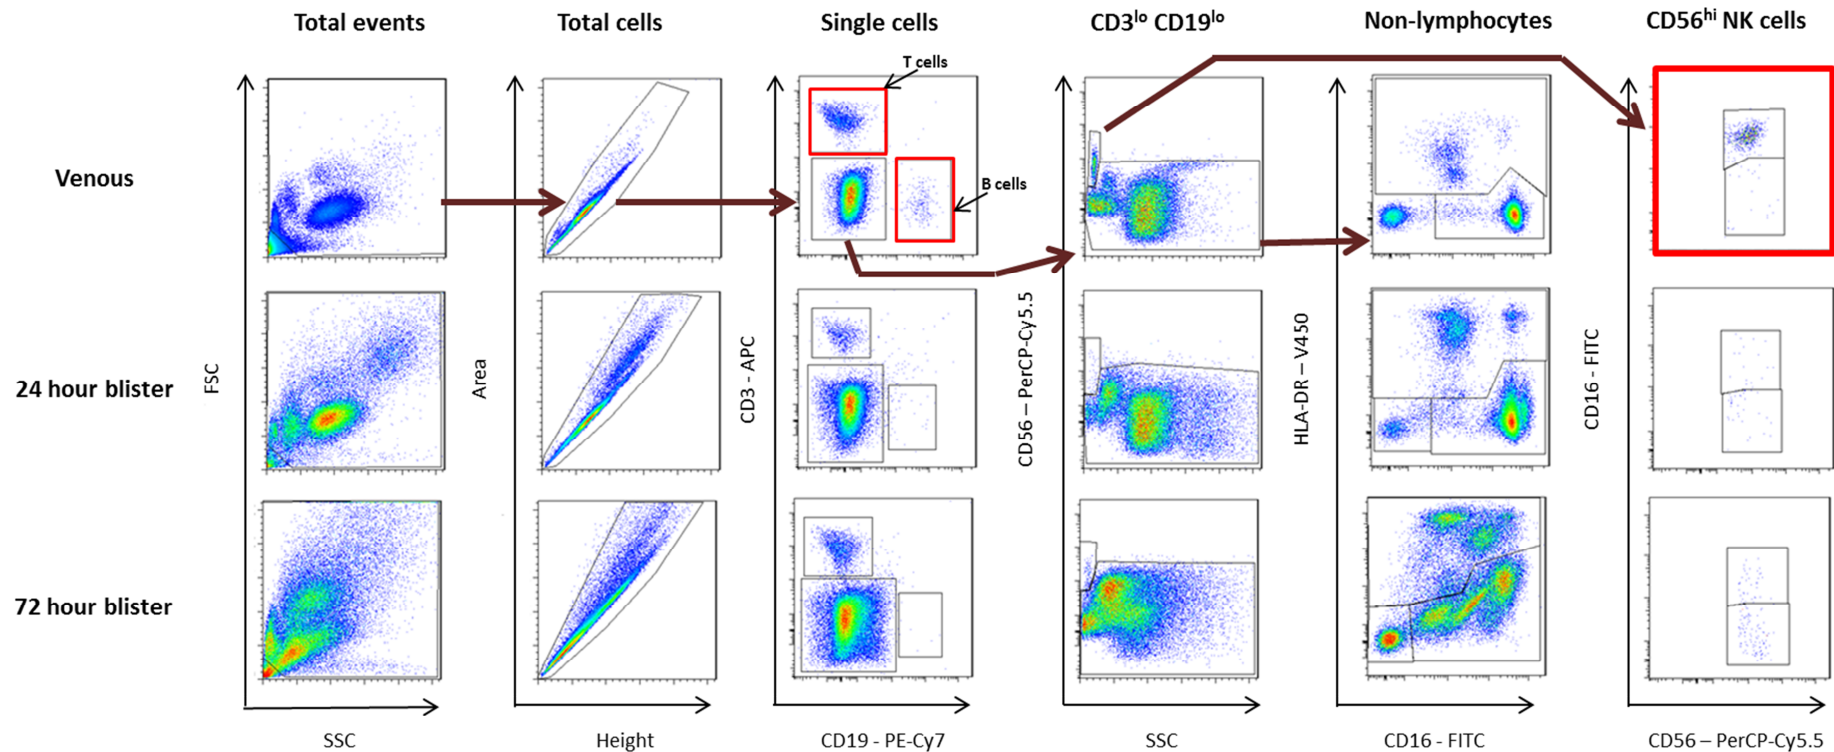 Total events
Total cells
Single cells
CD3lo CD19lo
Non-lymphocytes
CD56hi NK cells
T cells
B cells
Venous
24 hour blister
72 hour blister
FSC
Area
CD3 - APC
CD56 – PerCP-Cy5.5
HLA-DR – V450
CD16 - FITC
SSC
Height
CD19 - PE-Cy7
SSC
CD16 - FITC
CD56 – PerCP-Cy5.5